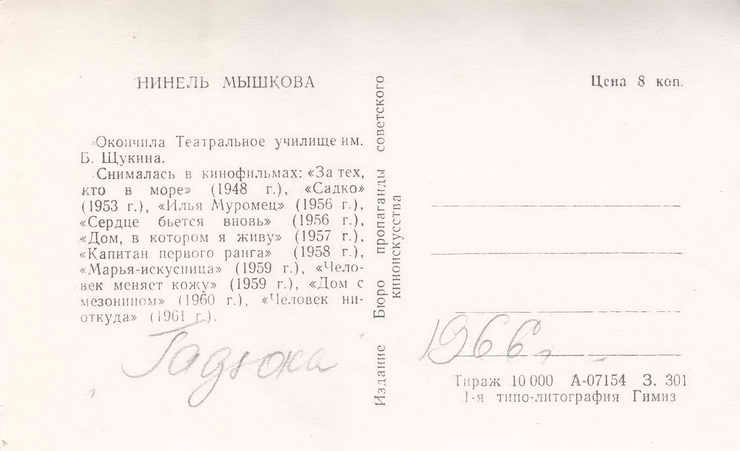 НИНЕЛЬ МЫШКОВА
Окончила Театральное училище им.
Б. Щукина.
Снималась в кинофильмах: «За тех,
кто в море» (1948 г.), «Садко»
(1953 г.), «Илья Муромец» (1956 г.),
«Сердце бьется вновь» (1956 г.),
«Дом, в котором я живу» (1957 г.),
«Капитан первого ранга» (1958 г.),
«Марья-искусница» (1959 г.), «Чело-
век меняет кожу» (1959 г.), «Дом с
мезонином» (1960 г.), «Человек ни-
откуда» (1961 г.).
Гадюка
Издание Бюро пропаганды советского
киноискусства
Цена 8 коп.
1966 г
Тираж 10 000 А-07154 З. 301
1-я типо-литография Гимиз